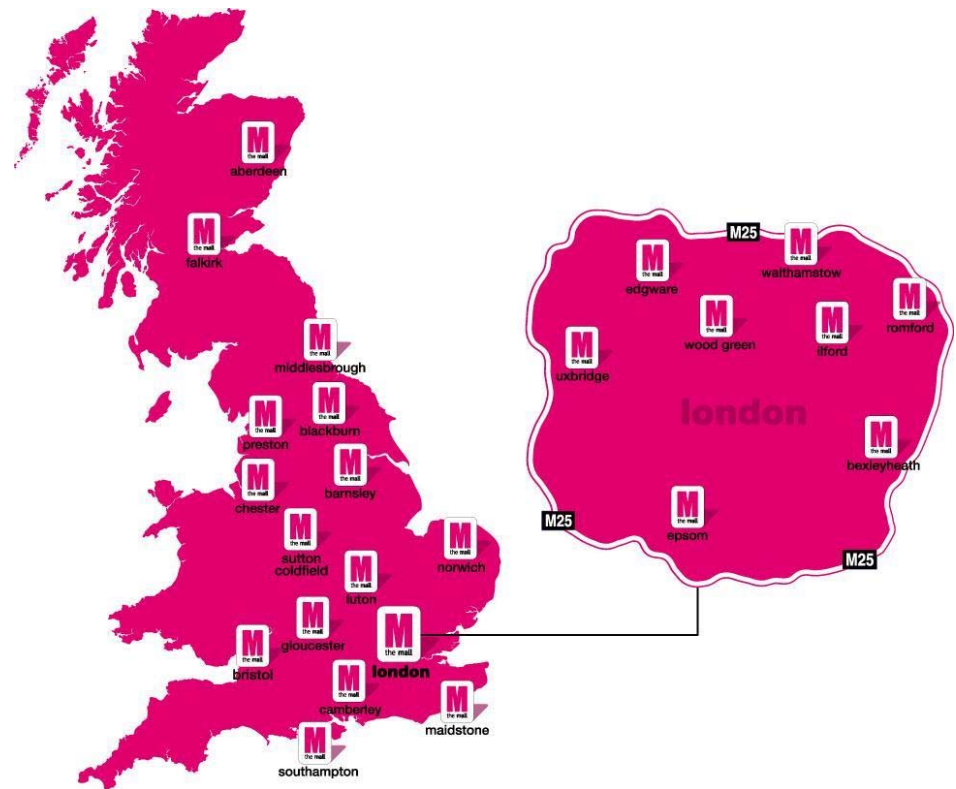 M
the mall
aberdeen
M
the mall
falkirk
M
the mall
middlesbrough
M
the mall
blackburn
M
the mall
preston
M
the mall
barnsley
M
the mall
chester
M
the mall
sutton
coldfield
M
the mall
norwich
M
the mall
luton
M
the mall
gloucester
M
the mall
london
M
the mall
bristol
M
the mall
camberley
M
the mall
maidstone
M
the mall
southampton
M25
M
the mall
walthamstow
M
the mall
edgware
M
the mall
romford
M
the mall
wood green
M
the mall
ilford
M
the mall
uxbridge
london
M
the mall
bexleyheath
M
the mall
epsom
M25
M25